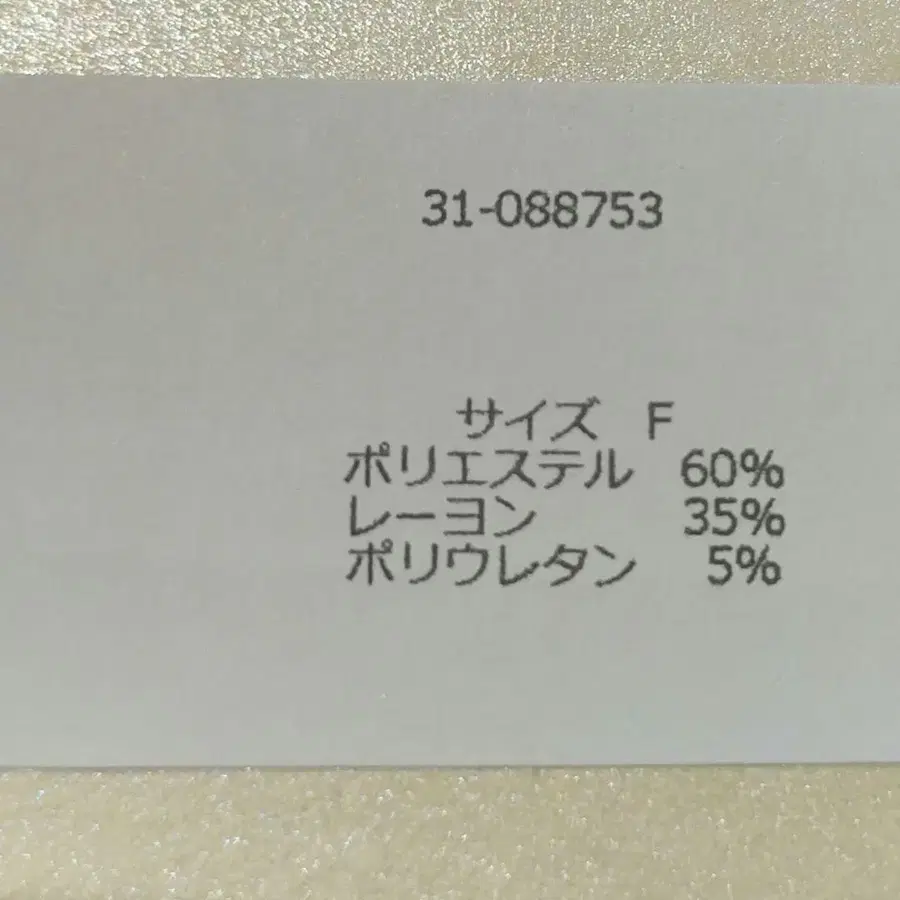 31-088753
サイズ F
ポリエステル 60%
レーヨン 35%
ポリウレタン 5%